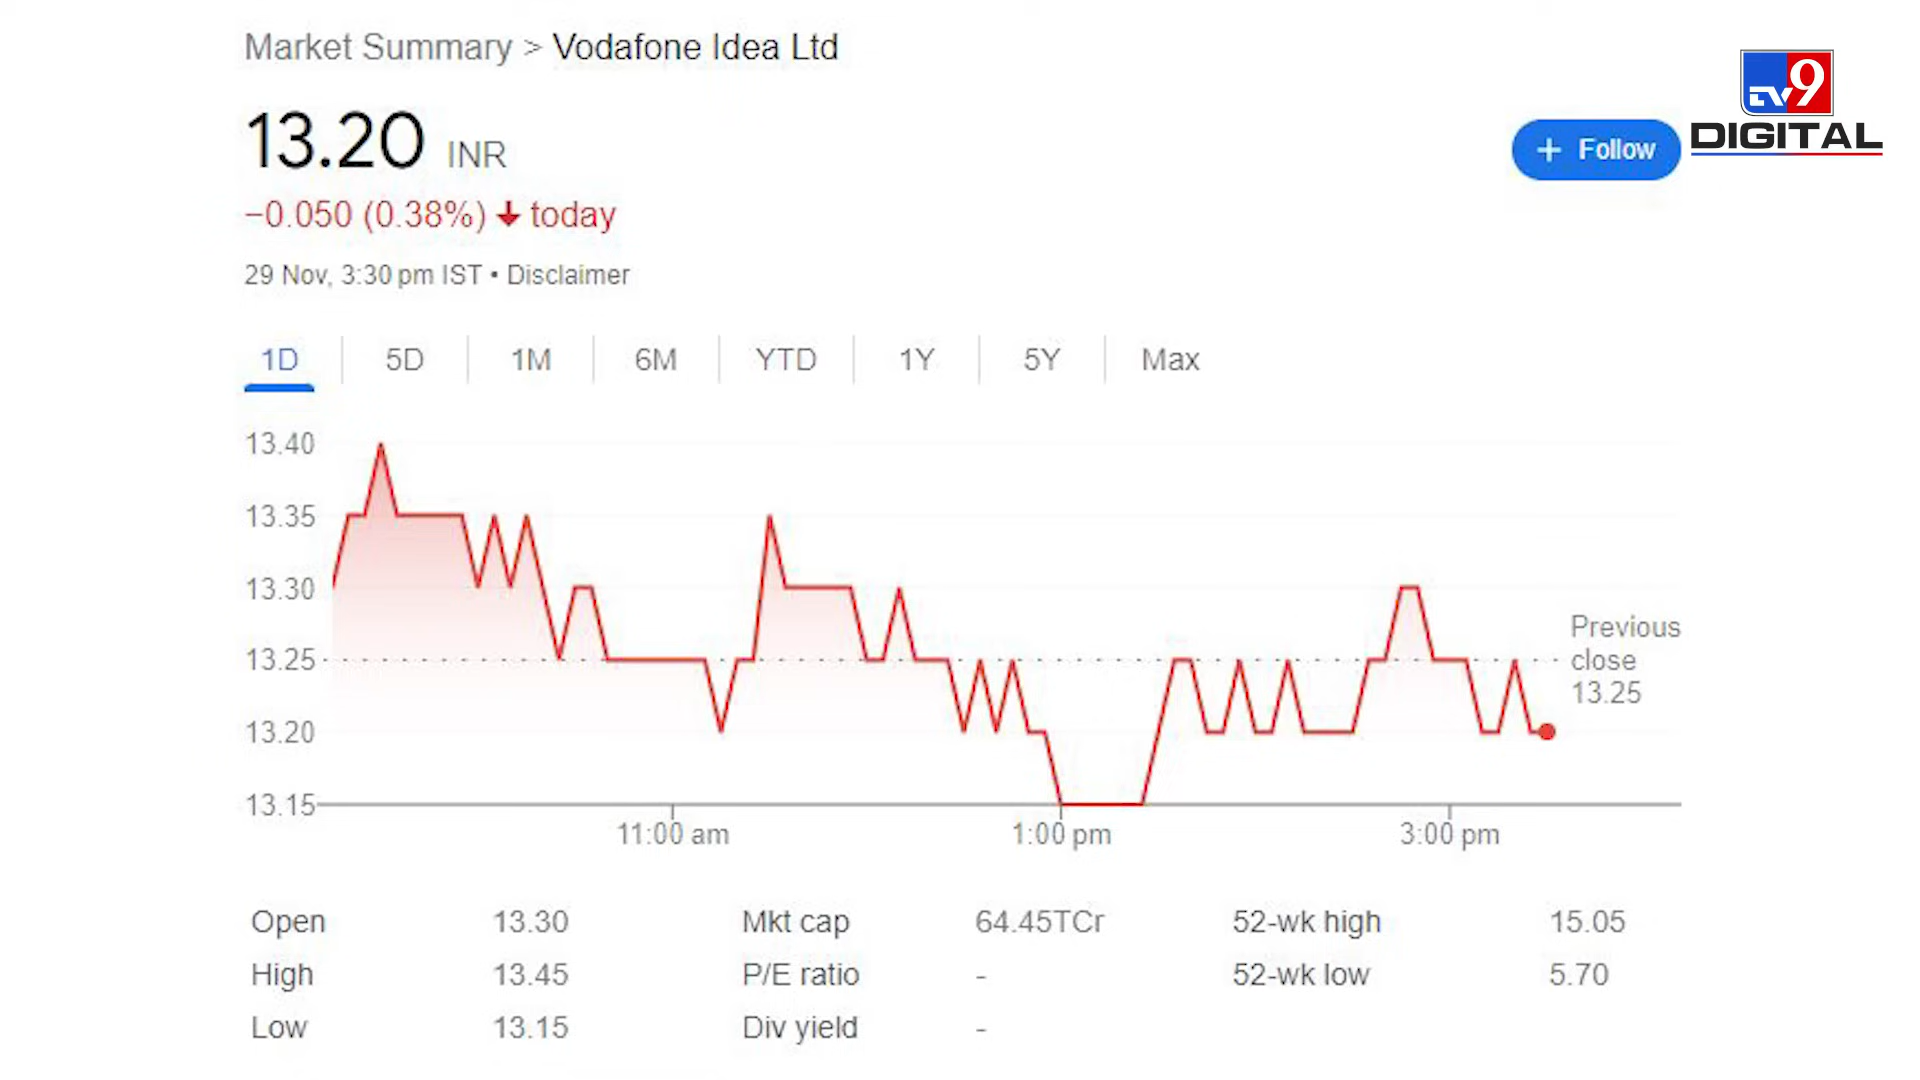 Market Summary > Vodafone Idea Ltd
TV9
DIGITAL
13.20 INR
+ Follow
−0.050 (0.38%) ↓ today
29 Nov, 3:30 pm IST • Disclaimer
1D 5D 1M 6M YTD 1Y 5Y Max
13.40
13.35
13.30
13.25
13.20
13.15
Previous
close
13.25
11:00 am 1:00 pm 3:00 pm
Open 13.30 Mkt cap 64.45TCr 52-wk high 15.05
High 13.45 P/E ratio - 52-wk low 5.70
Low 13.15 Div yield -